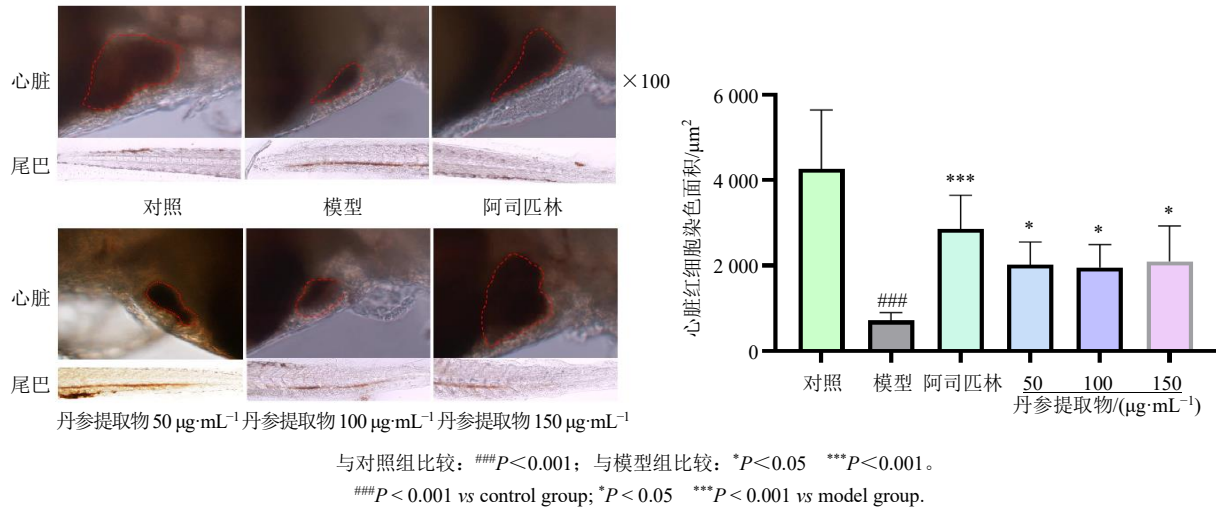 心脏
×100
尾巴
对照 模型 阿司匹林
心脏
尾巴
丹参提取物 50 μg·mL⁻¹ 丹参提取物 100 μg·mL⁻¹ 丹参提取物 150 μg·mL⁻¹
心脏红细胞染色面积/μm²
6 000
4 000
2 000
0
###
***
*
*
*
对照 模型 阿司匹林 50 100 150
丹参提取物/(μg·mL⁻¹)
与对照组比较：###P＜0.001；与模型组比较：*P＜0.05 ***P＜0.001。
###P < 0.001 vs control group; *P < 0.05 ***P < 0.001 vs model group.